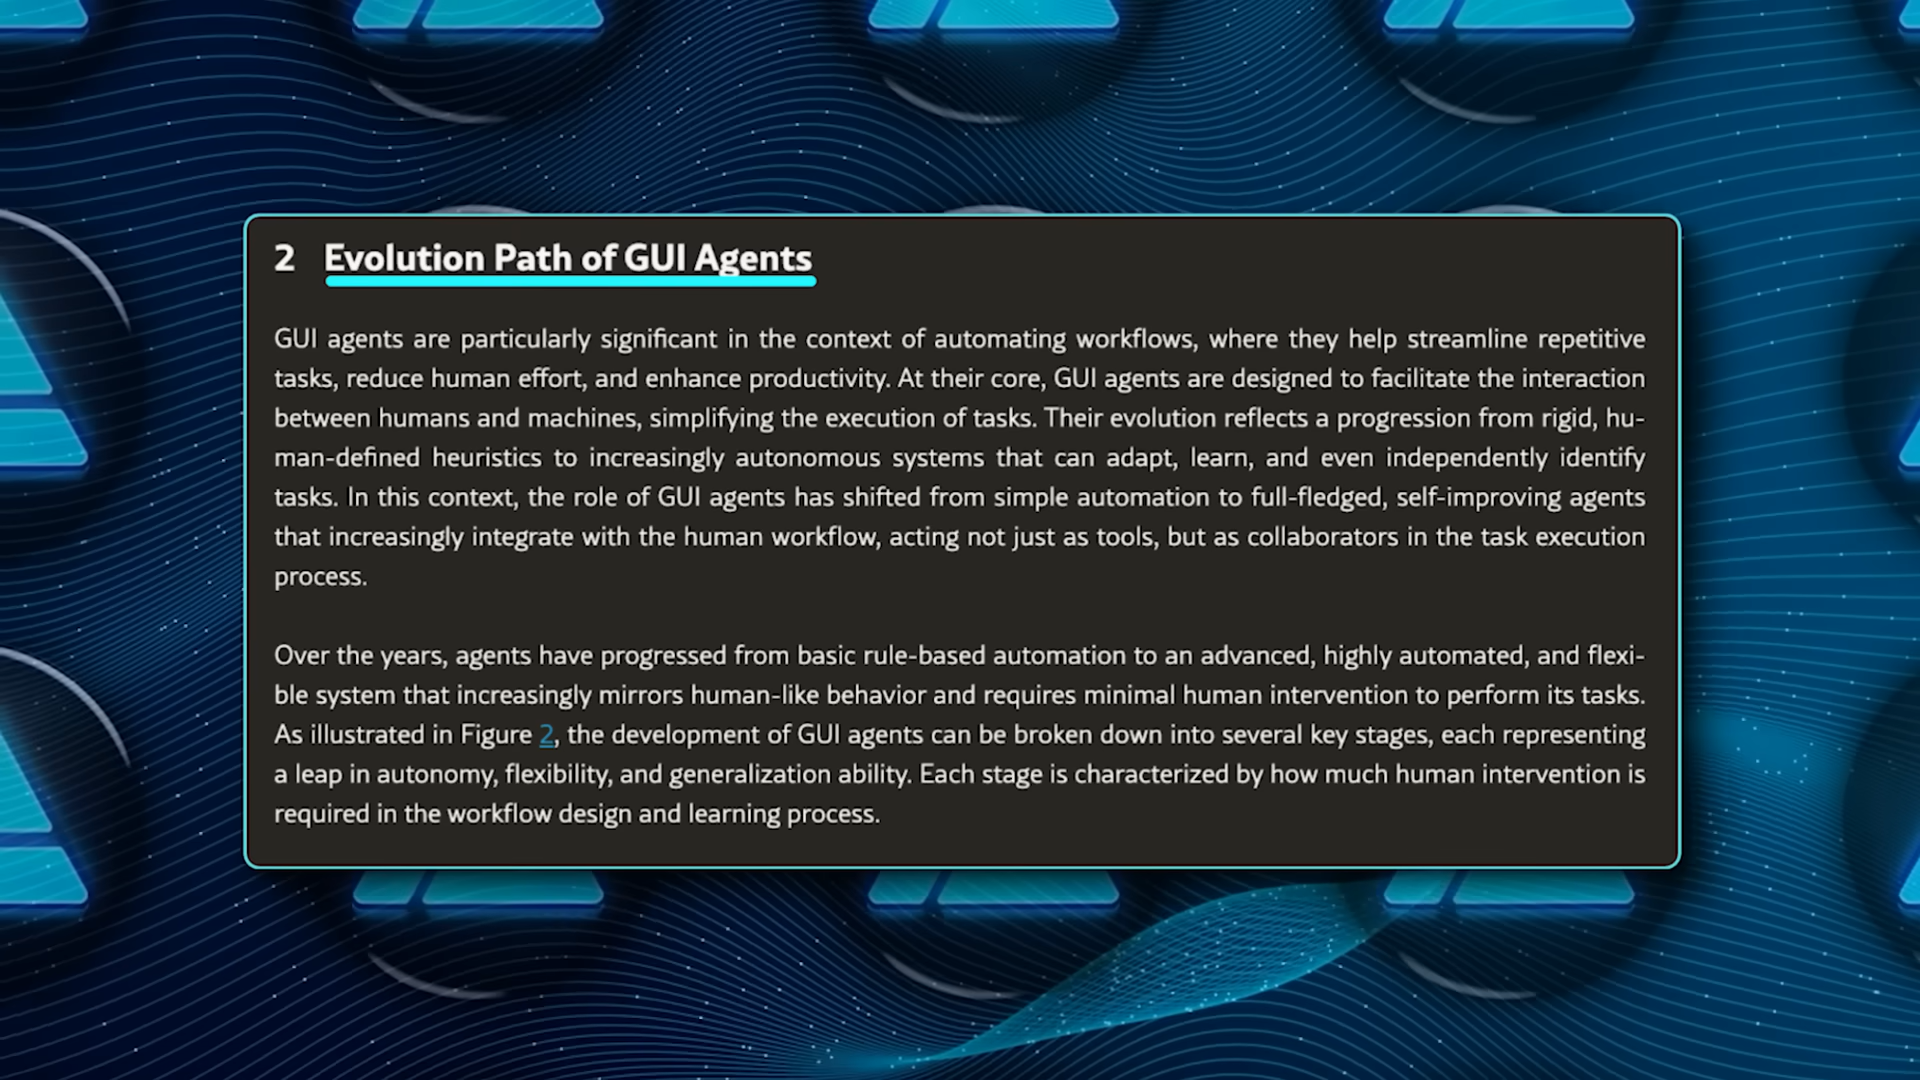 2 Evolution Path of GUI Agents
GUI agents are particularly significant in the context of automating workflows, where they help streamline repetitive
tasks, reduce human effort, and enhance productivity. At their core, GUI agents are designed to facilitate the interaction
between humans and machines, simplifying the execution of tasks. Their evolution reflects a progression from rigid, hu-
man-defined heuristics to increasingly autonomous systems that can adapt, learn, and even independently identify
tasks. In this context, the role of GUI agents has shifted from simple automation to full-fledged, self-improving agents
that increasingly integrate with the human workflow, acting not just as tools, but as collaborators in the task execution
process.
Over the years, agents have progressed from basic rule-based automation to an advanced, highly automated, and flexi-
ble system that increasingly mirrors human-like behavior and requires minimal human intervention to perform its tasks.
As illustrated in Figure 2, the development of GUI agents can be broken down into several key stages, each representing
a leap in autonomy, flexibility, and generalization ability. Each stage is characterized by how much human intervention is
required in the workflow design and learning process.